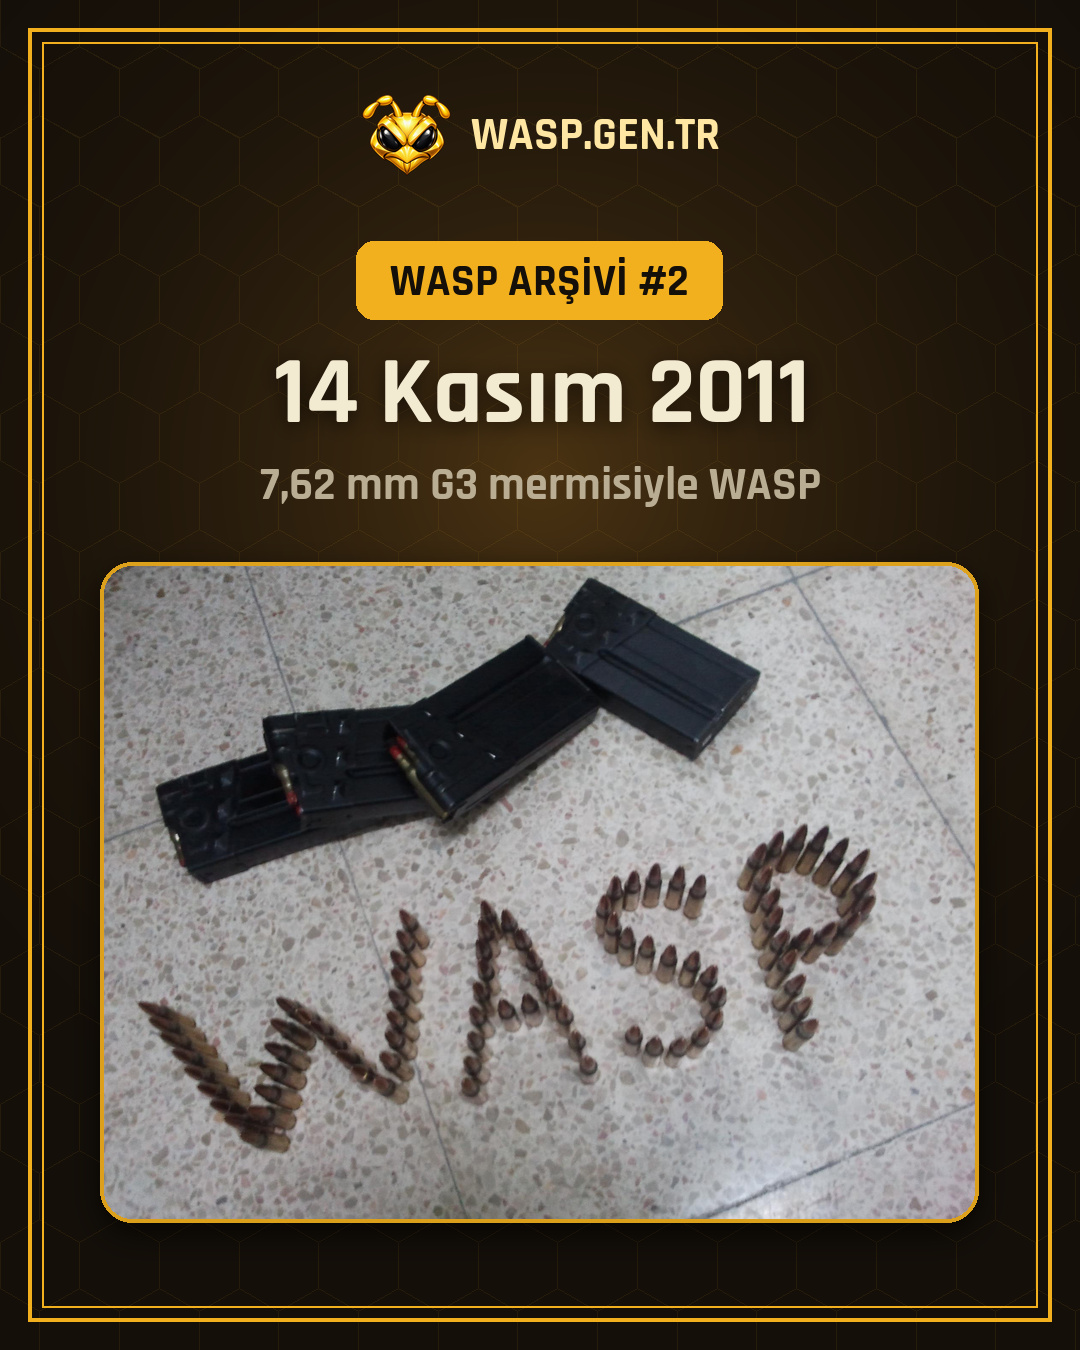 WASP.GEN.TR
WASP ARŞİVİ #2
14 Kasım 2011
7,62 mm G3 mermisiyle WASP
WASP